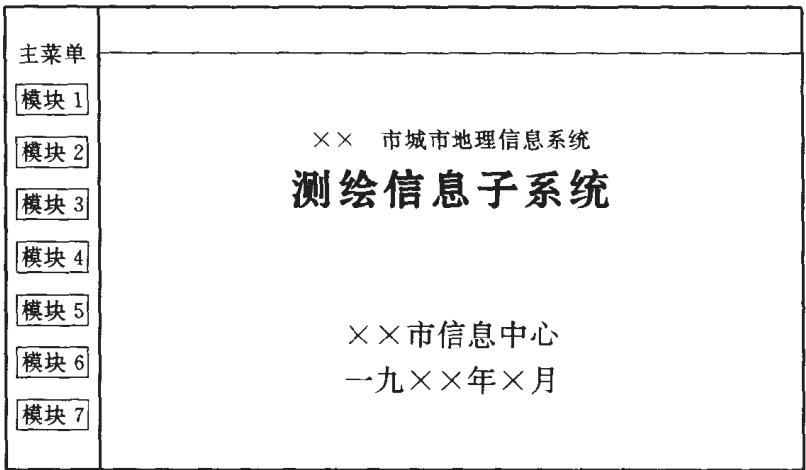 主菜单
模块 1
模块 2
模块 3
模块 4
模块 5
模块 6
模块 7
×× 市城市地理信息系统
测绘信息子系统
××市信息中心
一九××年×月